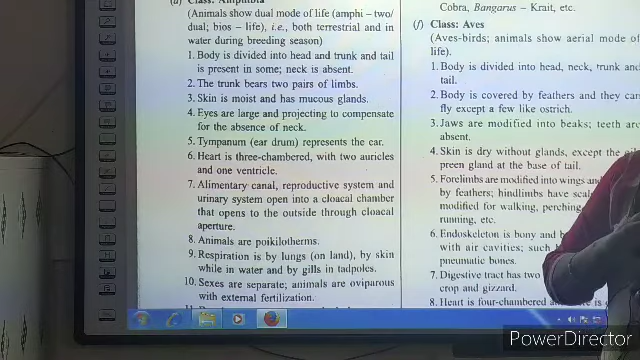 (Animals show dual mode of life (amphi – two/
dual; bios – life), i.e., both terrestrial and in
water during breeding season)
1. Body is divided into head and trunk and tail
is present in some; neck is absent.
2. The trunk bears two pairs of limbs.
3. Skin is moist and has mucous glands.
4. Eyes are large and projecting to compensate
for the absence of neck.
5. Tympanum (ear drum) represents the ear.
6. Heart is three-chambered, with two auricles
and one ventricle.
7. Alimentary canal, reproductive system and
urinary system open into a cloacal chamber
that opens to the outside through cloacal
aperture.
8. Animals are poikilotherms.
9. Respiration is by lungs (on land), by skin
while in water and by gills in tadpoles.
10. Sexes are separate; animals are oviparous
with external fertilization.
Cobra, Bangarus – Krait, etc.
(f) Class: Aves
(Aves-birds; animals show aerial mode of
life).
1. Body is divided into head, neck, trunk and
tail.
2. Body is covered by feathers and they can
fly except a few like ostrich.
3. Jaws are modified into beaks; teeth are
absent.
4. Skin is dry without glands, except the
preen gland at the base of tail.
5. Forelimbs are modified into wings and
by feathers; hindlimbs have
modified for walking, perching
running, etc.
6. Endoskeleton is bony and
with air cavities; such
pneumatic bones.
7. Digestive tract has two
crop and gizzard.
8. Heart is four-chambered
PowerDirector